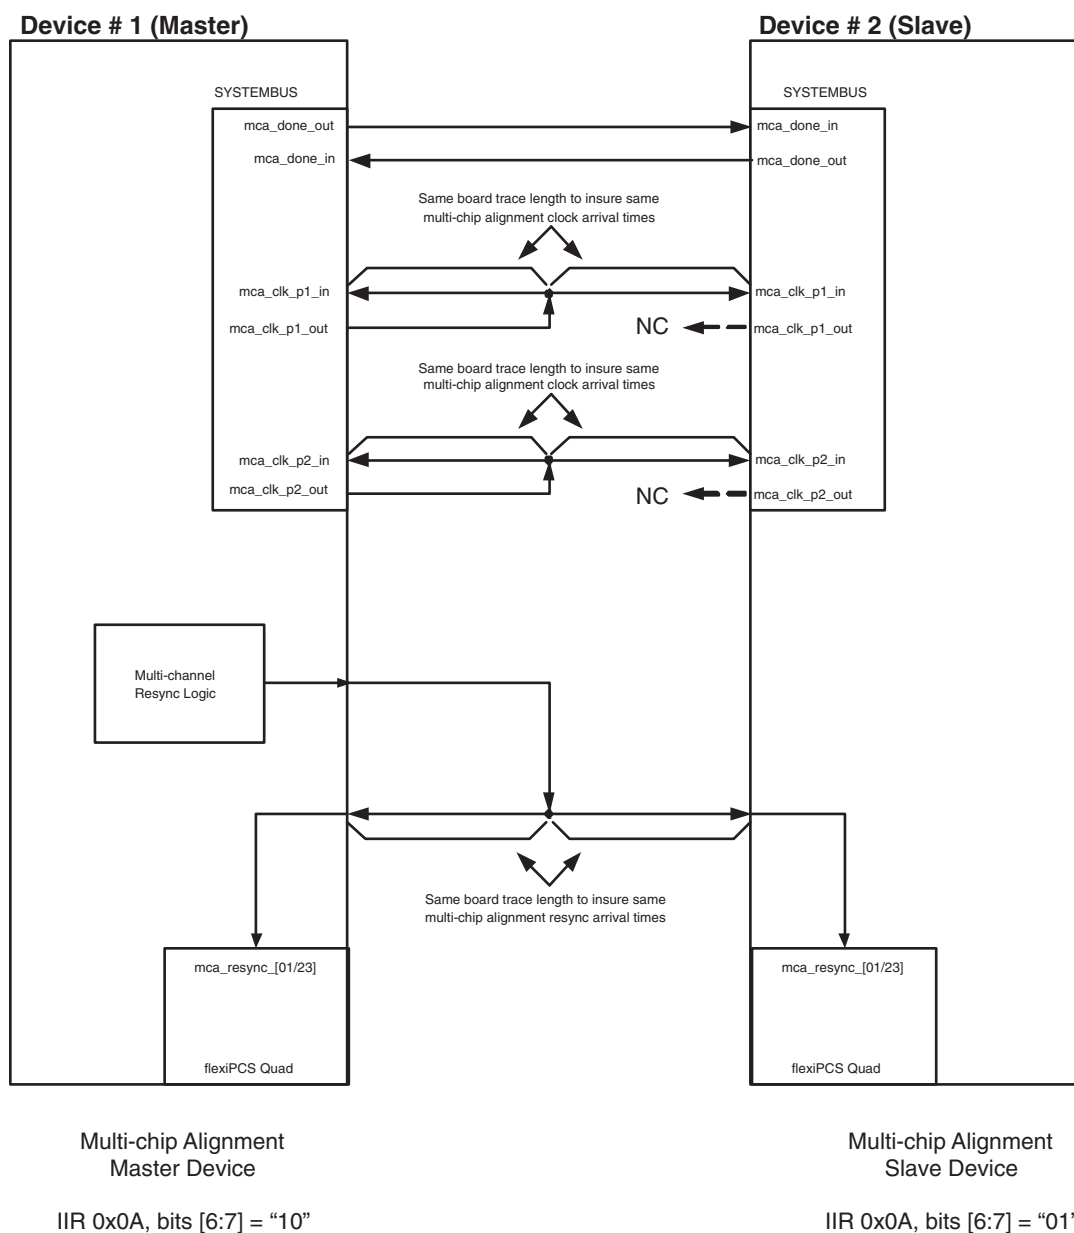 Device # 1 (Master)
Device # 2 (Slave)
SYSTEMBUS
SYSTEMBUS
mca_done_out
mca_done_in
mca_done_in
mca_done_out
Same board trace length to insure same
multi-chip alignment clock arrival times
mca_clk_p1_in
mca_clk_p1_in
mca_clk_p1_out
NC
mca_clk_p1_out
Same board trace length to insure same
multi-chip alignment clock arrival times
mca_clk_p2_in
mca_clk_p2_in
mca_clk_p2_out
NC
mca_clk_p2_out
Multi-channel
Resync Logic
Same board trace length to insure same
multi-chip alignment resync arrival times
mca_resync_[01/23]
mca_resync_[01/23]
flexiPCS Quad
flexiPCS Quad
Multi-chip Alignment
Master Device
Multi-chip Alignment
Slave Device
IIR 0x0A, bits [6:7] = “10”
IIR 0x0A, bits [6:7] = “01”